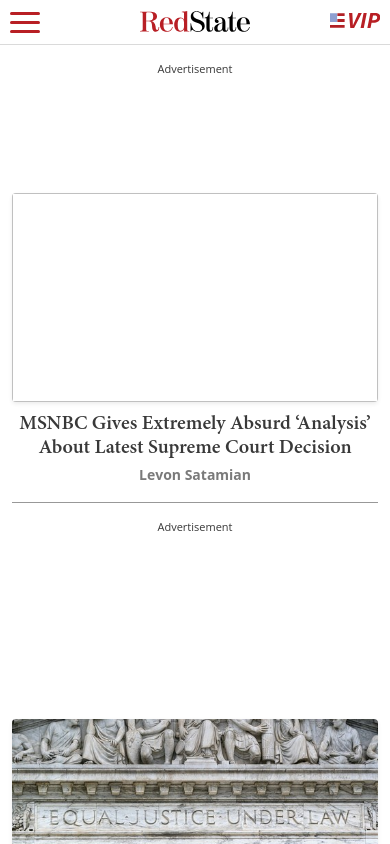 RedState
VIP
Advertisement
MSNBC Gives Extremely Absurd ‘Analysis’
About Latest Supreme Court Decision
Levon Satamian
Advertisement
·EQUAL·JUSTICE·UNDER·LAW·